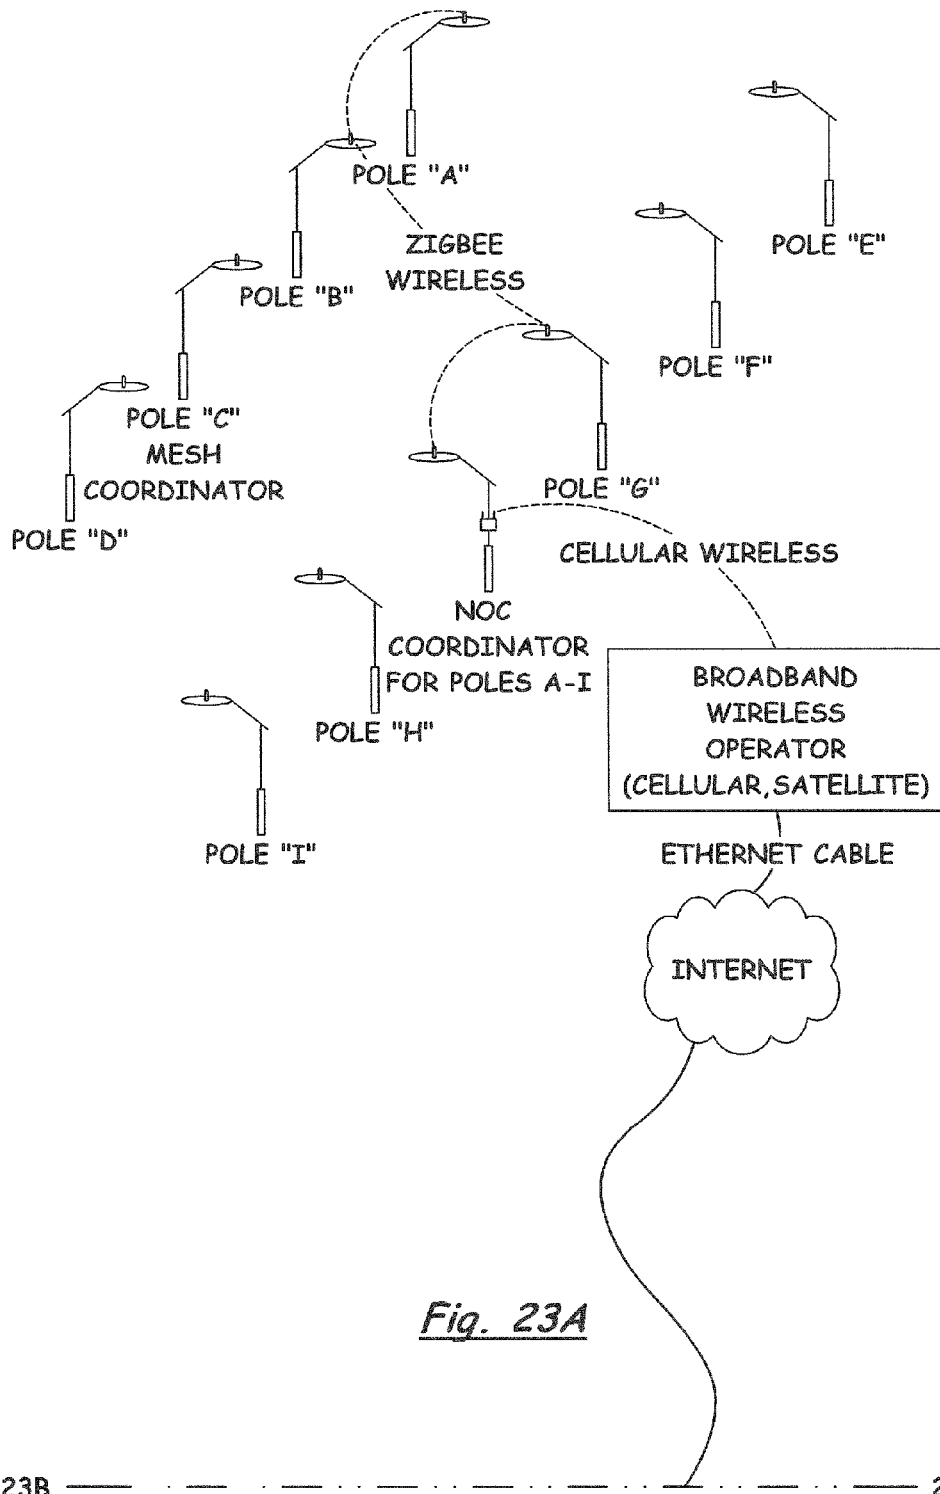 POLE "A"
POLE "E"
ZIGBEE
WIRELESS
POLE "B"
POLE "F"
POLE "C"
MESH
COORDINATOR
POLE "G"
POLE "D"
CELLULAR WIRELESS
NOC
COORDINATOR
FOR POLES A-I
BROADBAND
WIRELESS
OPERATOR
(CELLULAR,SATELLITE)
POLE "H"
POLE "I"
ETHERNET CABLE
INTERNET
Fig. 23A
23B